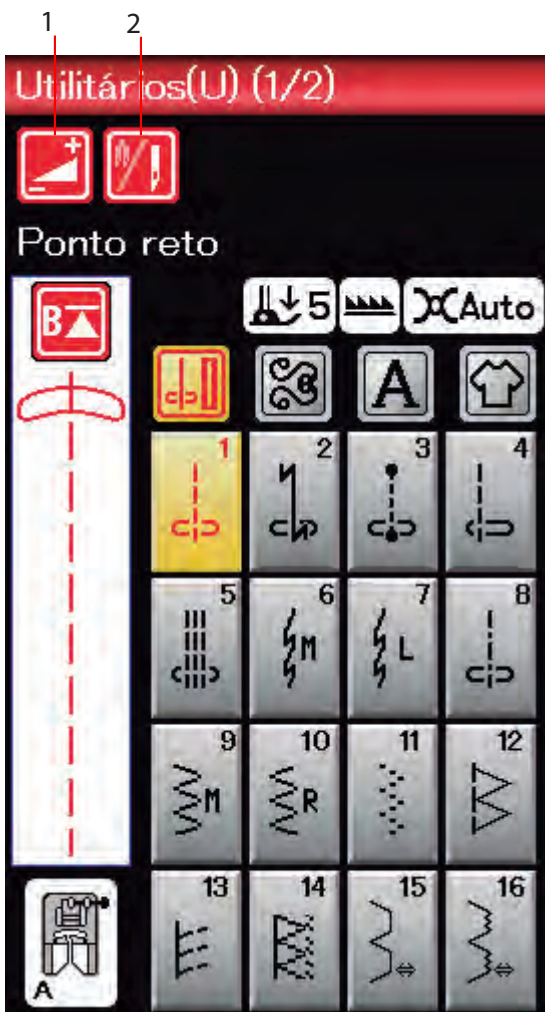 1 2
Utilitários(U) (1/2)
Ponto reto
B 5 Auto
A
1 2 3 4
5 6 M 7 L 8
9 M 10 R 11 12
13 14 15 16
A